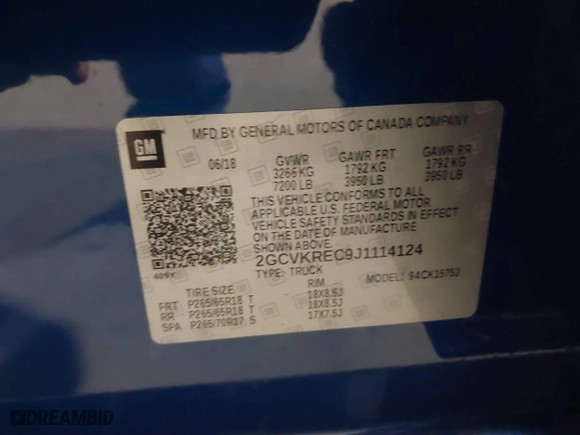 GM
MFD BY GENERAL MOTORS OF CANADA COMPANY
06/18 GVWR GAWR FRT GAWR RR
3266 KG 1792 KG 1792 KG
7200 LB 3950 LB 3950 LB
THIS VEHICLE CONFORMS TO ALL
APPLICABLE U.S. FEDERAL MOTOR
VEHICLE SAFETY STANDARDS IN EFFECT
ON THE DATE OF MANUFACTURE
SHOWN ABOVE.
2GCVKREC9J1114124
TYPE: TRUCK MODEL: 94CK15753
409Y
TIRE SIZE RIM
FRT P265/65R18 T 18X8.5J
RR P265/65R18 T 18X8.5J
SPA P265/70R17 S 17X7.5J
DREAMBID